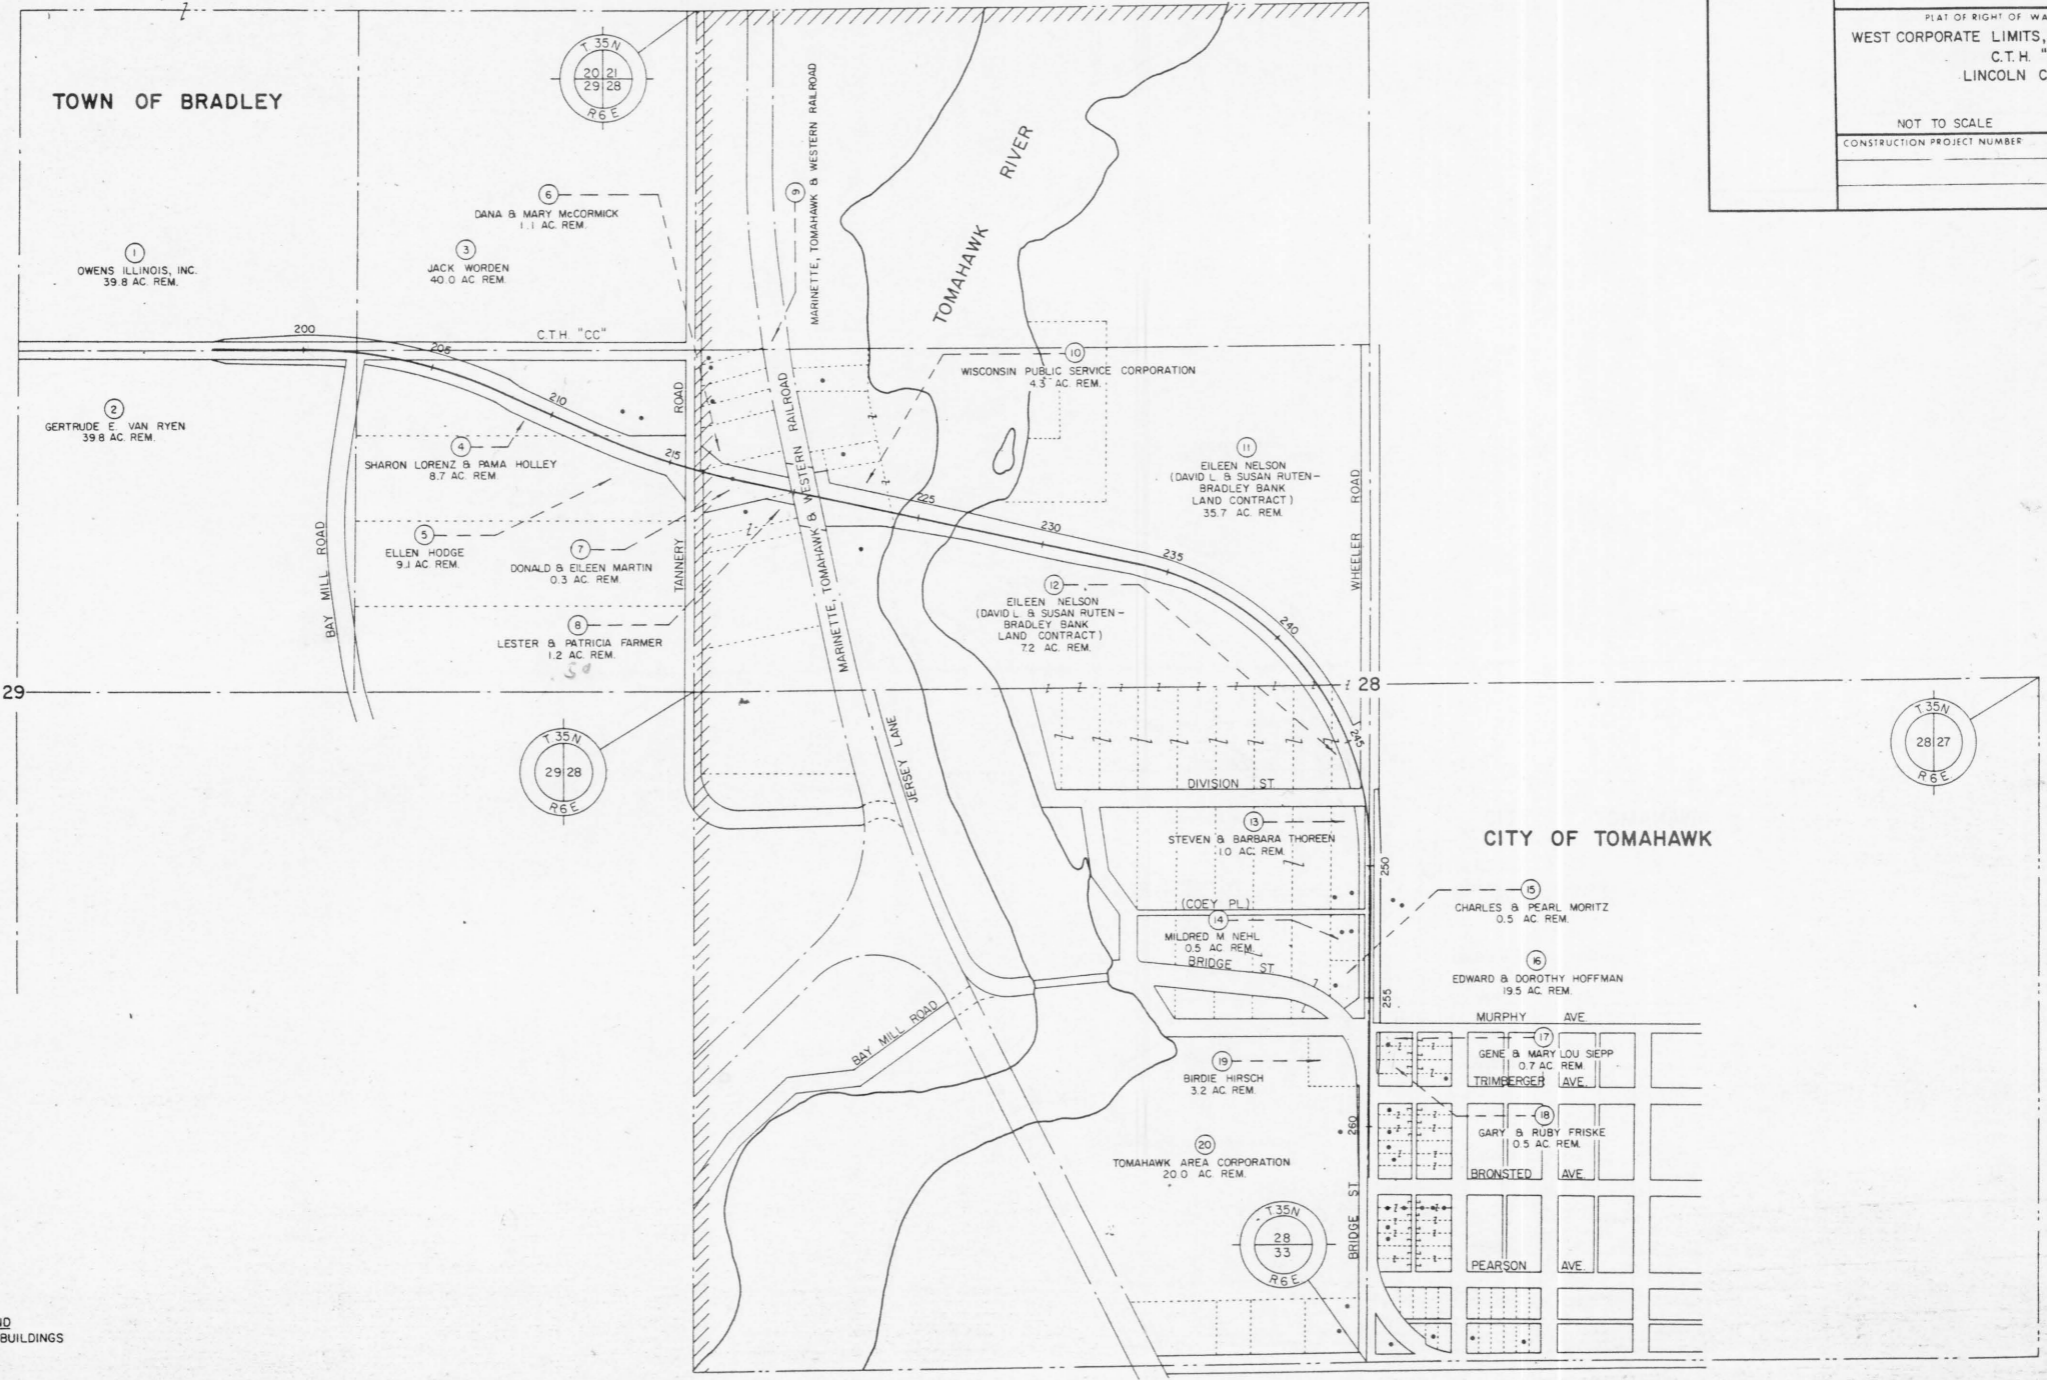 PLAT OF RIGHT OF WA
WEST CORPORATE LIMITS,
C.T.H. "
LINCOLN C
NOT TO SCALE
CONSTRUCTION PROJECT NUMBER
TOWN OF BRADLEY
T. 35N
20 21
29 28
R6E
MARINETTE, TOMAHAWK & WESTERN RAILROAD
TOMAHAWK RIVER
1
OWENS ILLINOIS, INC.
39.8 AC. REM.
3
JACK WORDEN
40.0 AC. REM.
6
DANA & MARY McCORMICK
1.1 AC. REM.
9
C.T.H. "CC"
200
205
210
215
225
230
235
240
245
250
255
260
2
GERTRUDE E. VAN RYEN
39.8 AC. REM.
4
SHARON LORENZ & PAMA HOLLEY
8.7 AC. REM.
5
ELLEN HODGE
9.1 AC. REM.
7
DONALD & EILEEN MARTIN
0.3 AC. REM.
8
LESTER & PATRICIA FARMER
1.2 AC. REM.
TANNERY ROAD
BAY MILL ROAD
MARINETTE, TOMAHAWK & WESTERN RAILROAD
10
WISCONSIN PUBLIC SERVICE CORPORATION
4.3 AC. REM.
11
EILEEN NELSON
(DAVID L. & SUSAN RUTEN-
BRADLEY BANK
LAND CONTRACT)
35.7 AC. REM.
WHEELER ROAD
12
EILEEN NELSON
(DAVID L. & SUSAN RUTEN-
BRADLEY BANK
LAND CONTRACT)
7.2 AC. REM.
29
28
T. 35N
29 28
R6E
T. 35N
28 27
R.6E
JERSEY LANE
DIVISION ST
13
STEVEN & BARBARA THOREEN
1.0 AC. REM.
CITY OF TOMAHAWK
(COEY PL.)
14
MILDRED M. NEHL
0.5 AC. REM.
BRIDGE ST
15
CHARLES & PEARL MORITZ
0.5 AC. REM.
16
EDWARD & DOROTHY HOFFMAN
19.5 AC. REM.
BAY MILL ROAD
MURPHY AVE.
17
GENE & MARY LOU SIEPP
0.7 AC. REM.
TRIMBERGER AVE.
18
GARY & RUBY FRISKE
0.5 AC. REM.
19
BIRDIE HIRSCH
3.2 AC. REM.
20
TOMAHAWK AREA CORPORATION
20.0 AC. REM.
BRONSTED AVE.
BRIDGE ST
T. 35N
28
33
R6E
PEARSON AVE.
ND
BUILDINGS